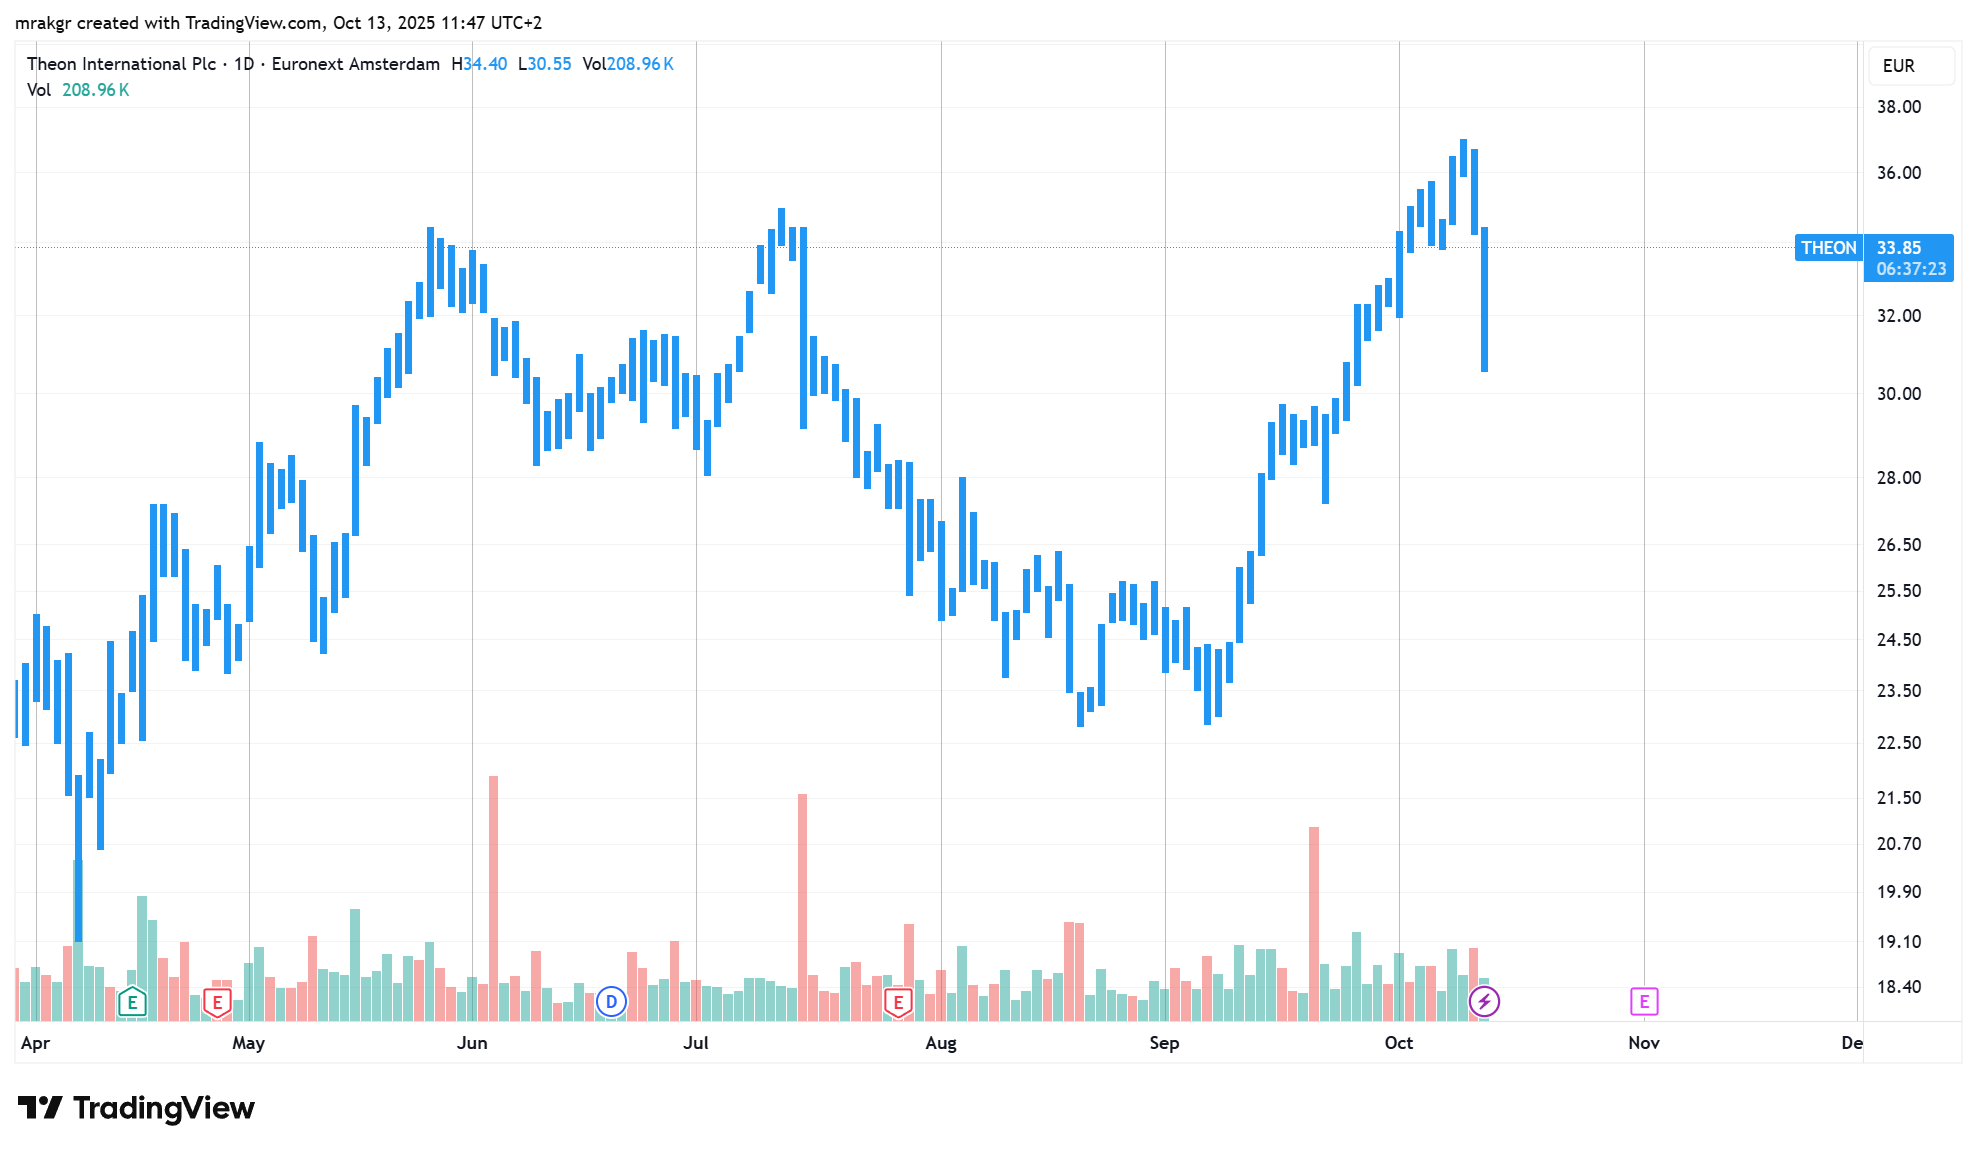 mrakgr created with TradingView.com, Oct 13, 2025 11:47 UTC+2
Theon International Plc · 1D · Euronext Amsterdam H34.40 L30.55 Vol208.96 K
Vol 208.96 K
EUR
38.00
36.00
THEON 33.85
06:37:23
32.00
30.00
28.00
26.50
25.50
24.50
23.50
22.50
21.50
20.70
19.90
19.10
18.40
E E D E E
Apr May Jun Jul Aug Sep Oct Nov De
TradingView